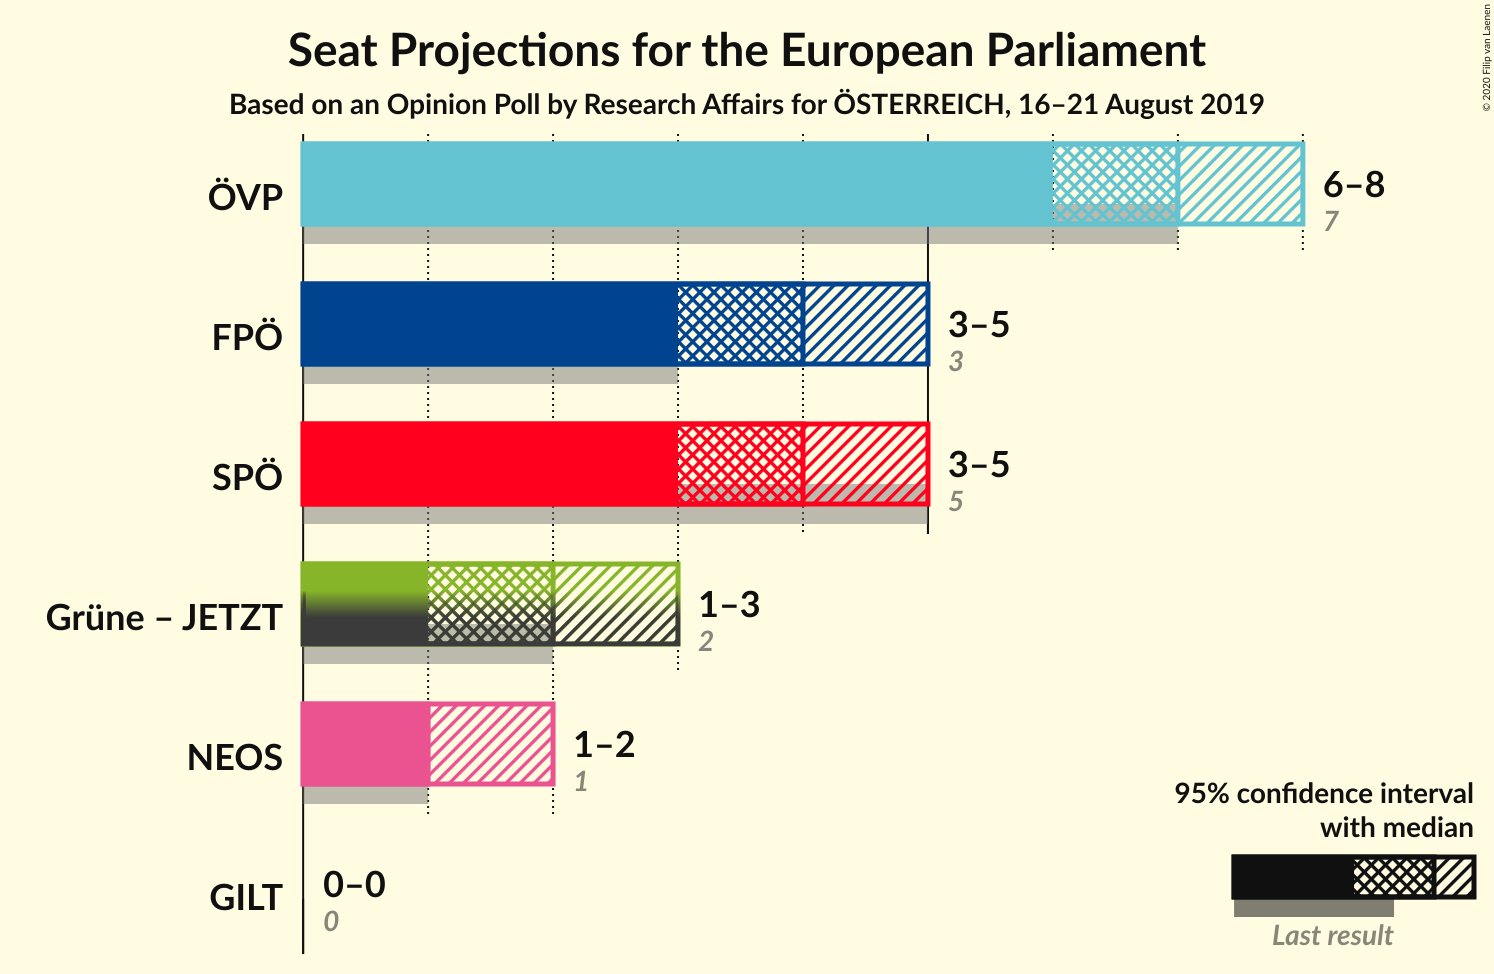 Seat Projections for the European Parliament
Based on an Opinion Poll by Research Affairs for ÖSTERREICH, 16–21 August 2019
© 2020 Filip van Laenen
ÖVP
6–8
7
FPÖ
3–5
3
SPÖ
3–5
5
Grüne – JETZT
1–3
2
NEOS
1–2
1
GILT
0–0
0
95% confidence interval
with median
Last result